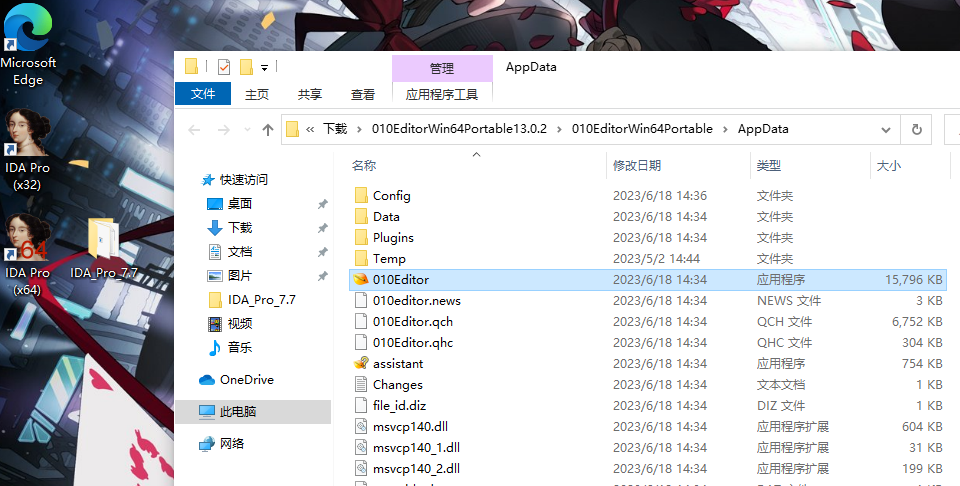 Microsoft Edge
IDA Pro (x32)
64
IDA Pro (x64)
IDA_Pro_7.7
管理
AppData
文件
主页
共享
查看
应用程序工具
« 下载 › 010EditorWin64Portable13.0.2 › 010EditorWin64Portable › AppData
名称
修改日期
类型
大小
快速访问
桌面
下载
文档
图片
IDA_Pro_7.7
视频
音乐
OneDrive
此电脑
网络
Config 2023/6/18 14:36 文件夹
Data 2023/6/18 14:34 文件夹
Plugins 2023/6/18 14:34 文件夹
Temp 2023/5/2 14:44 文件夹
010Editor 2023/6/18 14:34 应用程序 15,796 KB
010editor.news 2023/6/18 14:34 NEWS 文件 3 KB
010Editor.qch 2023/6/18 14:34 QCH 文件 6,752 KB
010Editor.qhc 2023/6/18 14:34 QHC 文件 304 KB
assistant 2023/6/18 14:34 应用程序 754 KB
Changes 2023/6/18 14:34 文本文档 1 KB
file_id.diz 2023/6/18 14:34 DIZ 文件 1 KB
msvcp140.dll 2023/6/18 14:34 应用程序扩展 604 KB
msvcp140_1.dll 2023/6/18 14:34 应用程序扩展 31 KB
msvcp140_2.dll 2023/6/18 14:34 应用程序扩展 199 KB